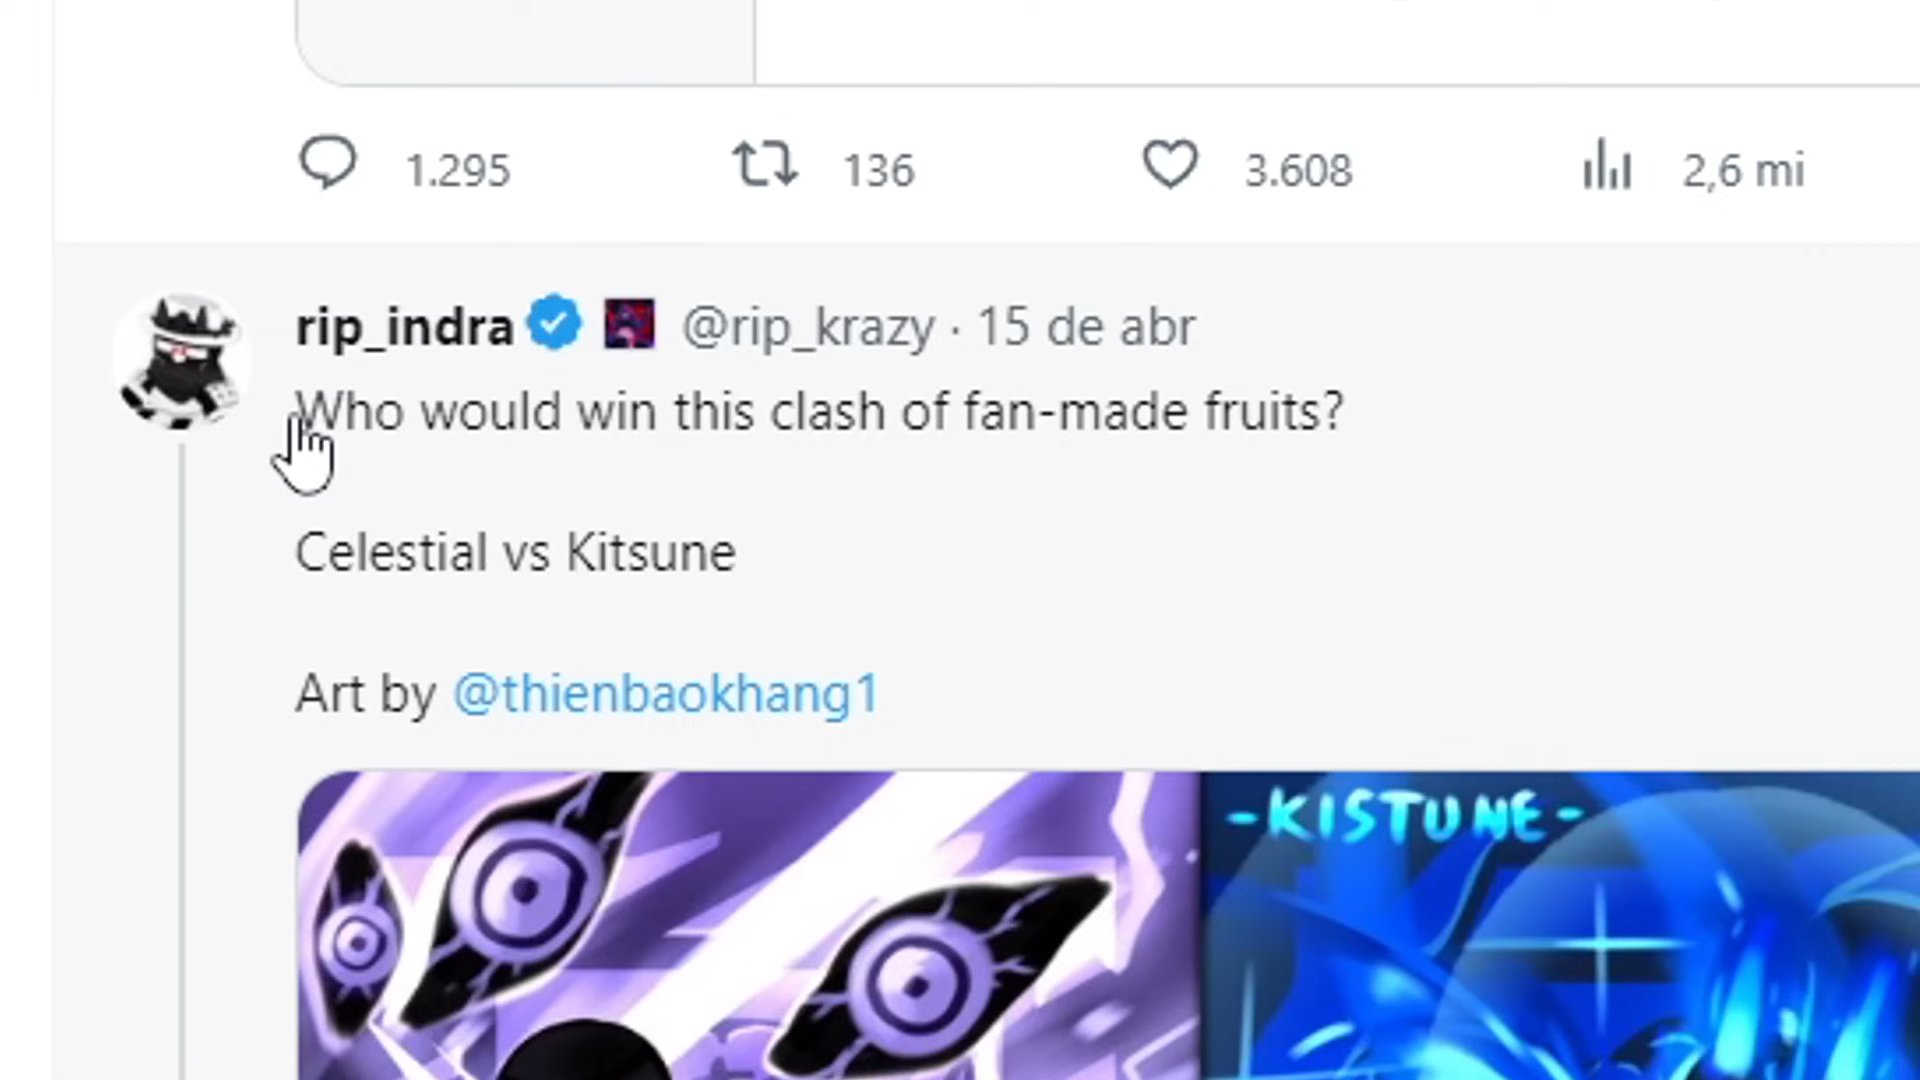 1.295 136 3.608 2,6 mi
rip_indra @rip_krazy · 15 de abr
Who would win this clash of fan-made fruits?
Celestial vs Kitsune
Art by @thienbaokhang1
-KISTUNE-